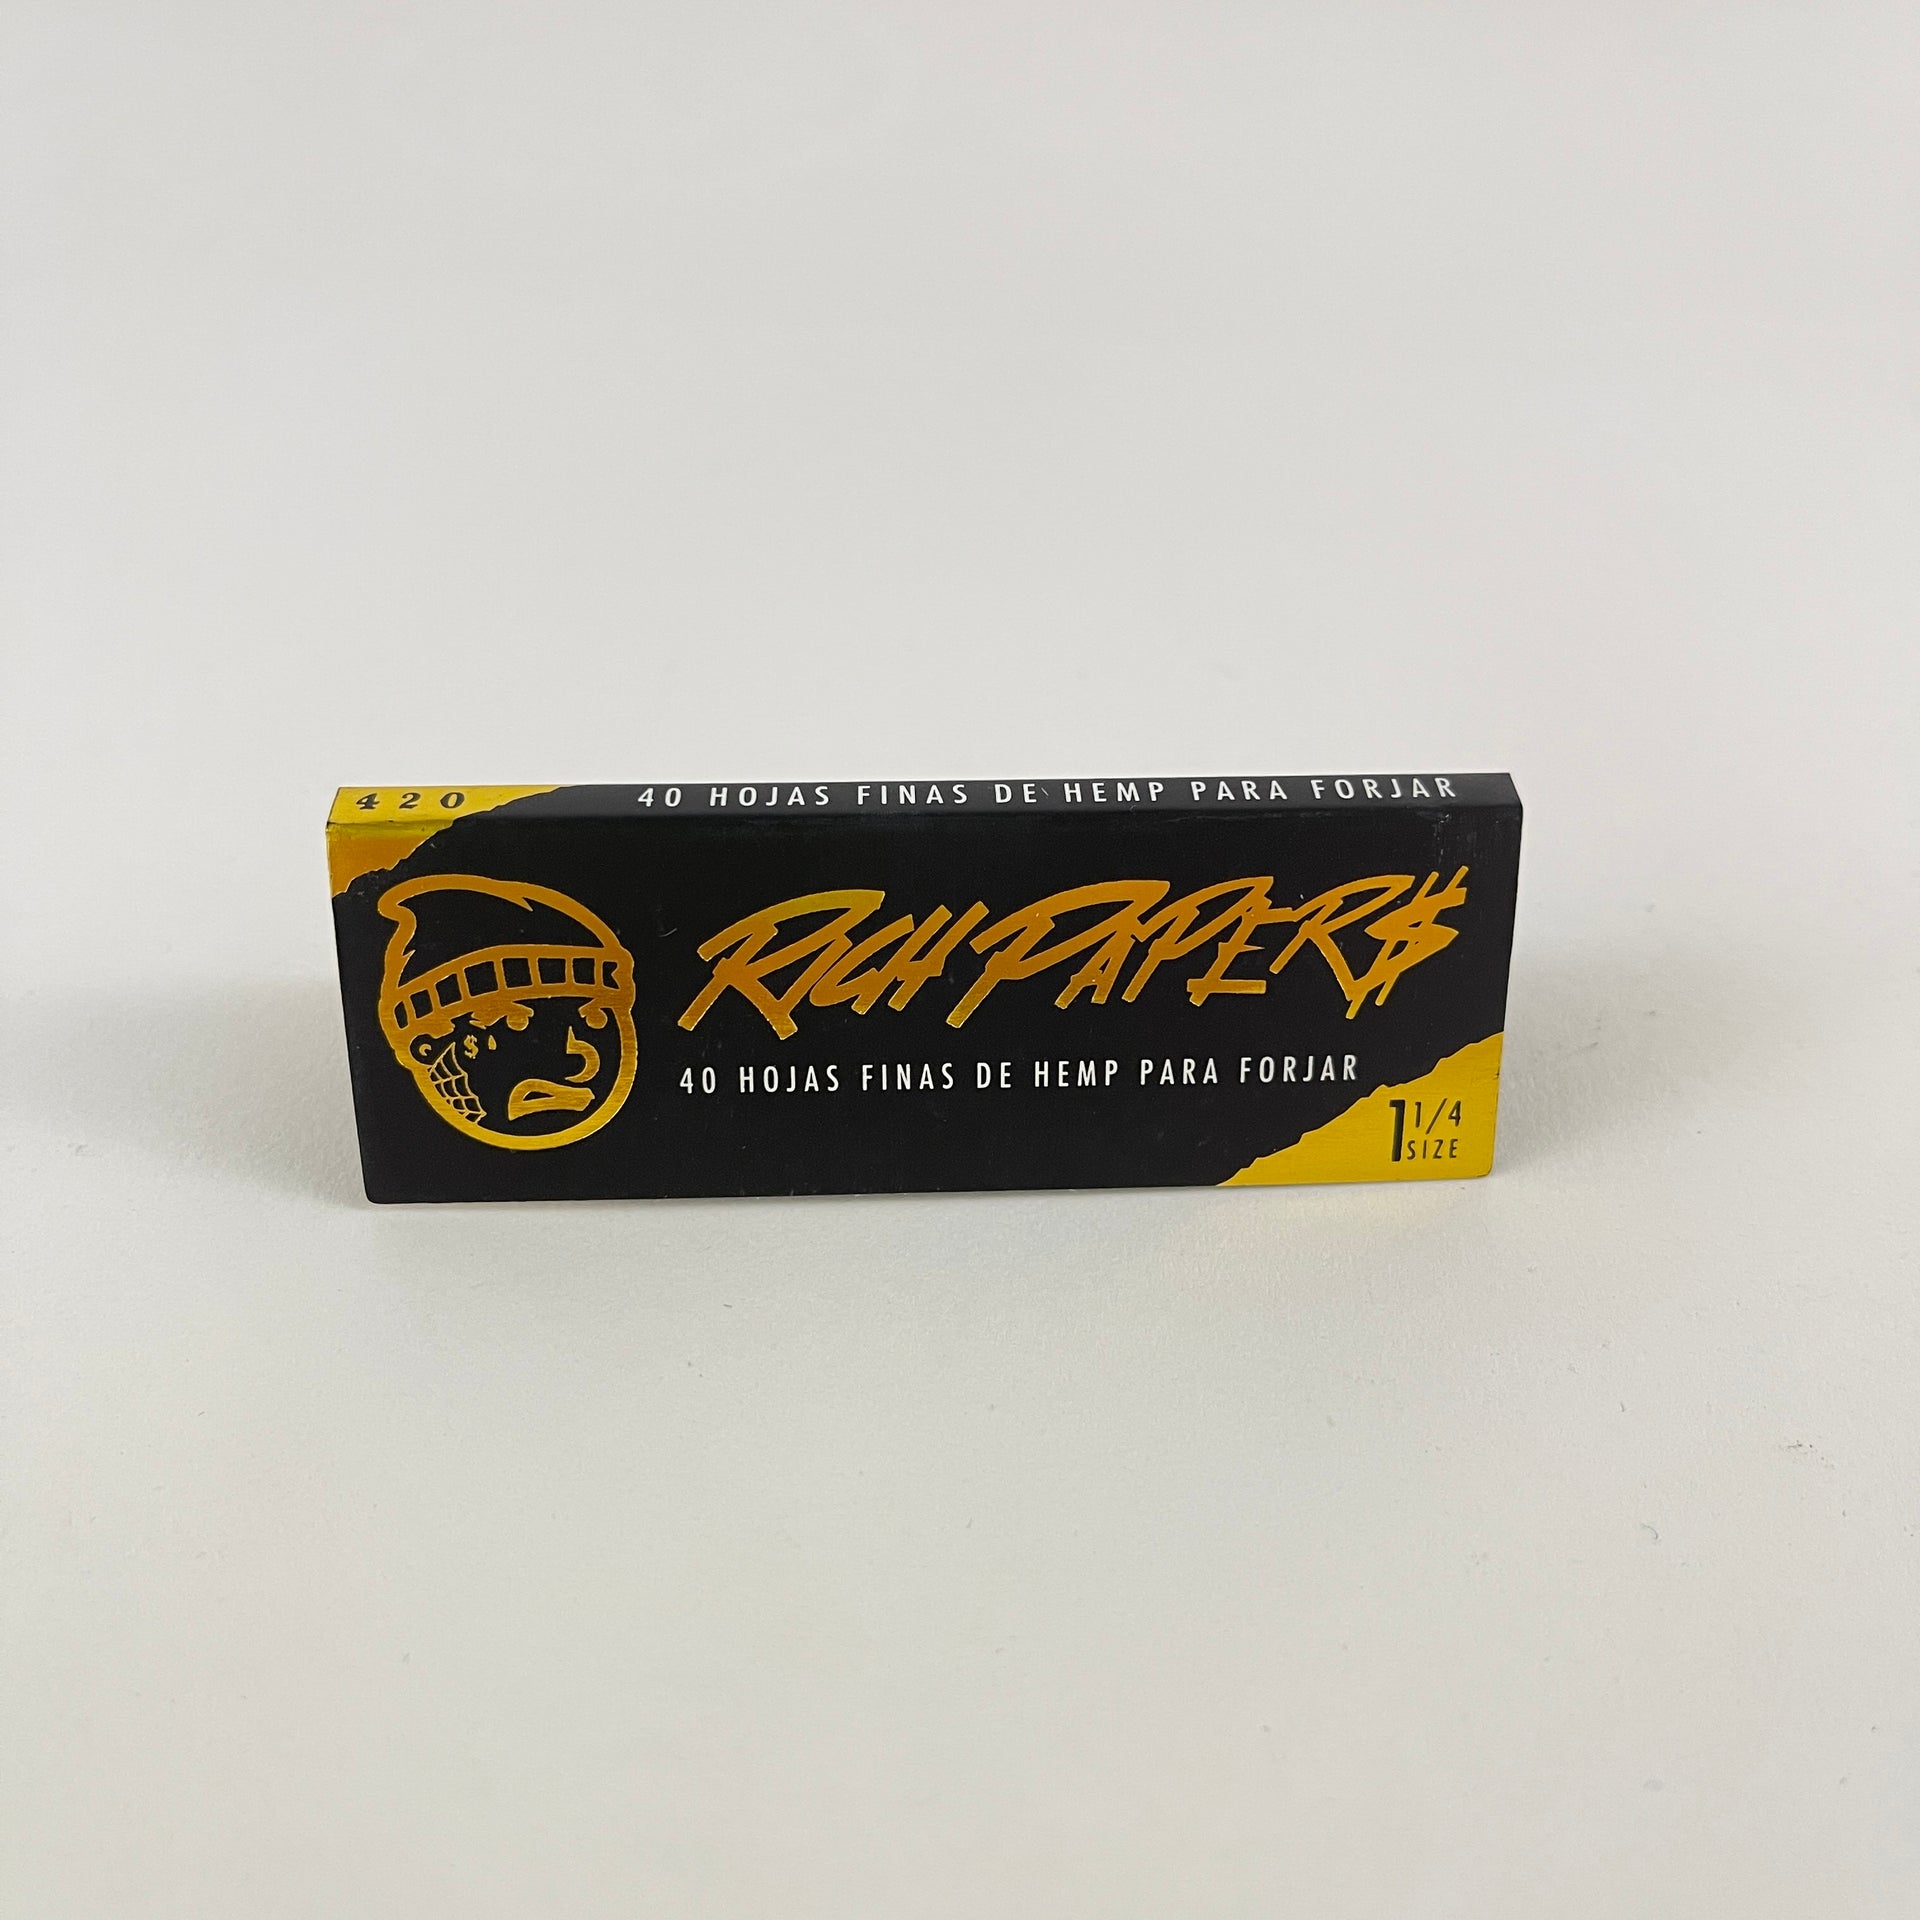 420
40 HOJAS FINAS DE HEMP PARA FORJAR
$
RICH PAPER$
40 HOJAS FINAS DE HEMP PARA FORJAR
1 1/4
SIZE